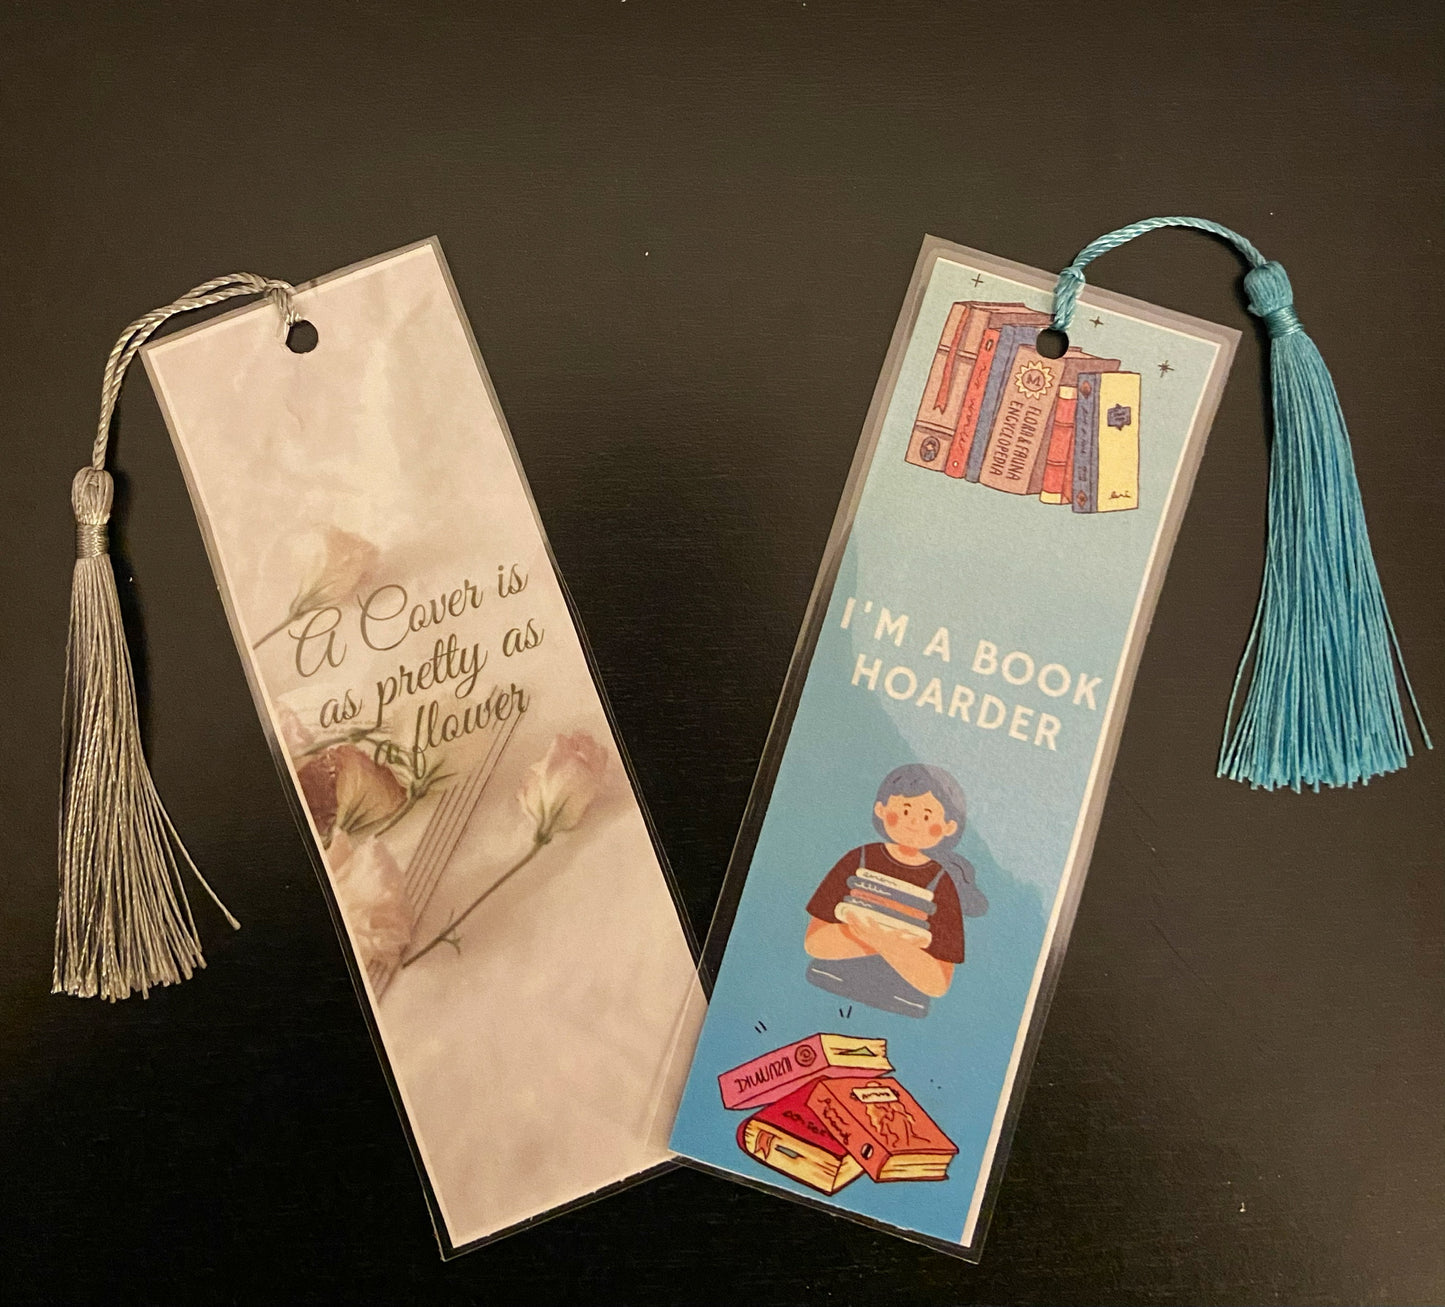 A Cover is
as pretty as
a flower
M
FLORA & FAUNA
ENCYCLOPEDIA
I'M A BOOK
HOARDER